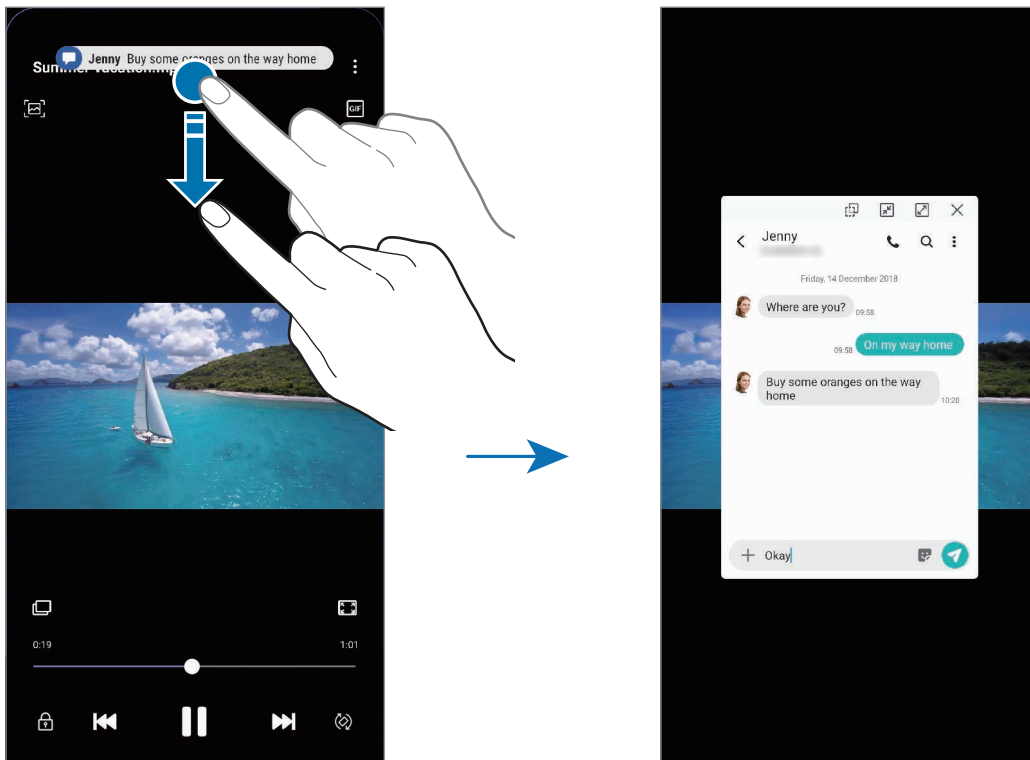 Jenny Buy some oranges on the way home
Summer vacation.mp
GIF
0:19
1:01
Jenny
Friday, 14 December 2018
Where are you?
09:58
09:58
On my way home
Buy some oranges on the way
home
10:20
Okay